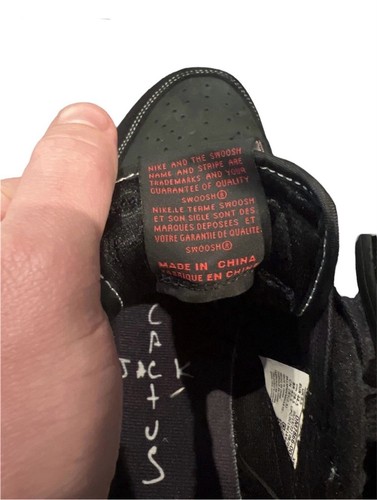 NIKE AND THE SWOOSH
NAME AND STRIPE ARE
TRADEMARKS AND YOUR
GUARANTEE OF QUALITY
SWOOSH®
NIKE,LE TERME SWOOSH
ET SON SIGLE SONT DES
MARQUES DEPOSEES ET
VOTRE GARANTIE DE QUALITE
SWOOSH®
MADE IN CHINA
FABRIQUE EN CHINE
CACTUS
JACK